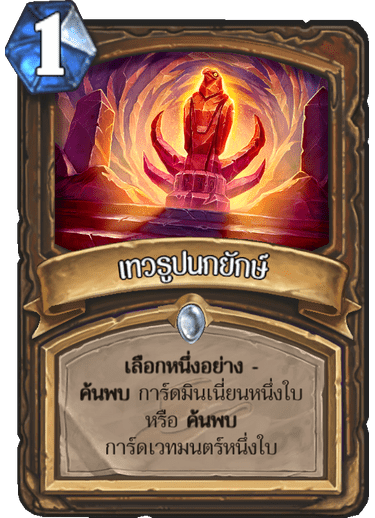 1
เทวรูปนกยักษ์
เลือกหนึ่งอย่าง -
ค้นพบ การ์ดมินเนี่ยนหนึ่งใบ
หรือ ค้นพบ
การ์ดเวทมนตร์หนึ่งใบ